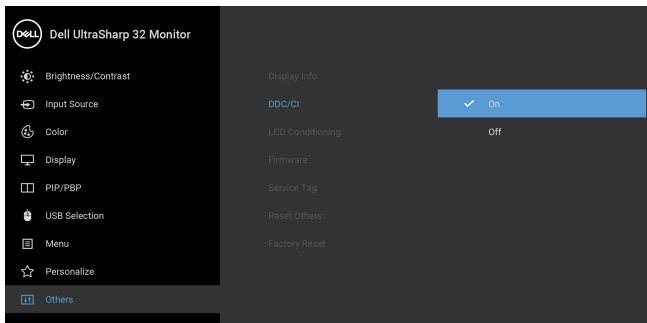 DELL Dell UltraSharp 32 Monitor
Brightness/Contrast
Input Source
Color
Display
PIP/PBP
USB Selection
Menu
Personalize
Others
Display Info
DDC/CI
LCD Conditioning
Firmware
Service Tag
Reset Others
Factory Reset
On
Off